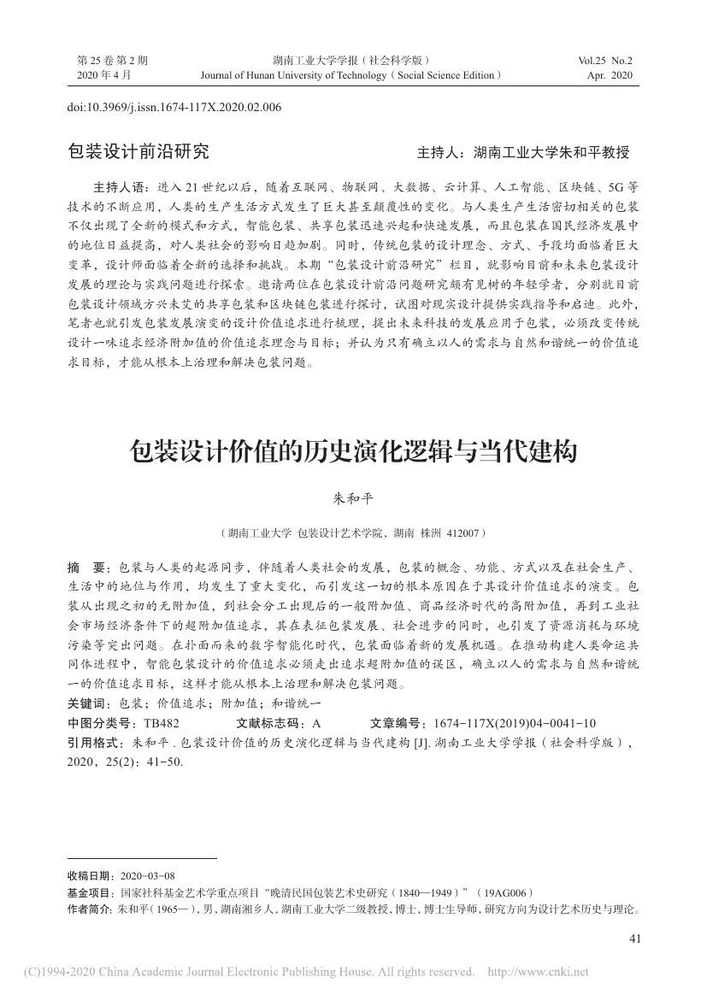 第 25 卷第 2 期
湖南工业大学学报（社会科学版）
Vol.25 No.2
2020 年 4 月
Journal of Hunan University of Technology（Social Science Edition）
Apr. 2020
doi:10.3969/j.issn.1674-117X.2020.02.006
包装设计前沿研究
主持人：湖南工业大学朱和平教授
主持人语：进入 21 世纪以后，随着互联网、物联网、大数据、云计算、人工智能、区块链、5G 等
技术的不断应用，人类的生产生活方式发生了巨大甚至颠覆性的变化。与人类生产生活密切相关的包装
不仅出现了全新的模式和方式，智能包装、共享包装迅速兴起和快速发展，而且包装在国民经济发展中
的地位日益提高，对人类社会的影响日趋加剧。同时，传统包装的设计理念、方式、手段均面临着巨大
变革，设计师面临着全新的选择和挑战。本期“包装设计前沿研究”栏目，就影响目前和未来包装设计
发展的理论与实践问题进行探索。邀请两位在包装设计前沿问题研究颇有见树的年轻学者，分别就目前
包装设计领域方兴未艾的共享包装和区块链包装进行探讨，试图对现实设计提供实践指导和启迪。此外，
笔者也就引发包装发展演变的设计价值追求进行梳理，提出未来科技的发展应用于包装，必须改变传统
设计一味追求经济附加值的价值追求理念与目标；并认为只有确立以人的需求与自然和谐统一的价值追
求目标，才能从根本上治理和解决包装问题。
包装设计价值的历史演化逻辑与当代建构
朱和平
（湖南工业大学 包装设计艺术学院，湖南 株洲 412007）
摘 要：包装与人类的起源同步，伴随着人类社会的发展，包装的概念、功能、方式以及在社会生产、
生活中的地位与作用，均发生了重大变化，而引发这一切的根本原因在于其设计价值追求的演变。包
装从出现之初的无附加值，到社会分工出现后的一般附加值、商品经济时代的高附加值，再到工业社
会市场经济条件下的超附加值追求，其在表征包装发展、社会进步的同时，也引发了资源消耗与环境
污染等突出问题。在扑面而来的数字智能化时代，包装面临着新的发展机遇。在推动构建人类命运共
同体进程中，智能包装设计的价值追求必须走出追求超附加值的误区，确立以人的需求与自然和谐统
一的价值追求目标，这样才能从根本上治理和解决包装问题。
关键词：包装；价值追求；附加值；和谐统一
中图分类号：TB482 文献标志码：A 文章编号：1674-117X(2019)04-0041-10
引用格式：朱和平 . 包装设计价值的历史演化逻辑与当代建构 [J]. 湖南工业大学学报（社会科学版），
2020，25(2)：41-50.
收稿日期：2020-03-08
基金项目：国家社科基金艺术学重点项目“晚清民国包装艺术史研究（1840—1949）”（19AG006）
作者简介：朱和平（1965—），男，湖南湘乡人，湖南工业大学二级教授，博士，博士生导师，研究方向为设计艺术历史与理论。
41
(C)1994-2020 China Academic Journal Electronic Publishing House. All rights reserved. http://www.cnki.net